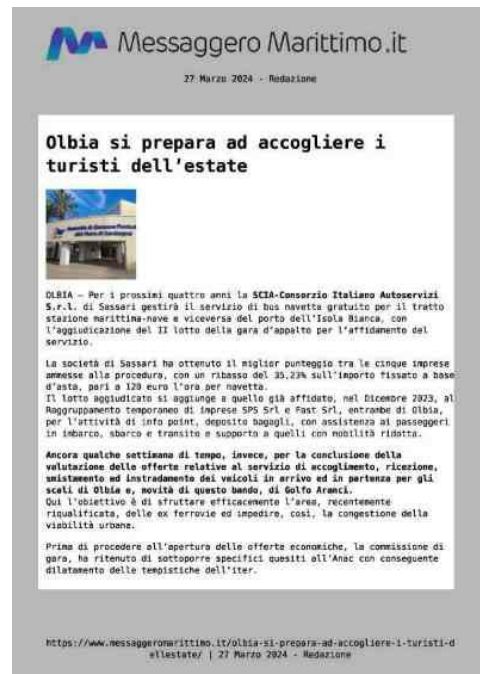 Messaggero Marittimo.it
27 Marzo 2024 - Redazione
Olbia si prepara ad accogliere i
turisti dell'estate
OLBIA – Per i prossimi quattro anni la SCIA-Consorzio Italiano Autoservizi
S.r.l. di Sassari gestirà il servizio di bus navetta gratuito per il tratto
stazione marittima-nave e viceversa del porto dell'Isola Bianca, con
l'aggiudicazione del II lotto della gara d'appalto per l'affidamento del
servizio.
La società di Sassari ha ottenuto il miglior punteggio tra le cinque imprese
ammesse alla procedura, con un ribasso del 35,23% sull'importo fissato a base
d'asta, pari a 120 euro l'ora per navetta.
Il lotto aggiudicato si aggiunge a quello già affidato, nel Dicembre 2023, al
Raggruppamento temporaneo di imprese SPS Srl e Fast Srl, entrambe di Olbia,
per l'attività di info point, deposito bagagli, con assistenza ai passeggeri
in imbarco, sbarco e transito e supporto a quelli con mobilità ridotta.
Ancora qualche settimana di tempo, invece, per la conclusione della
valutazione delle offerte relative al servizio di accoglimento, ricezione,
smistamento ed instradamento dei veicoli in arrivo ed in partenza per gli
scali di Olbia e, novità di questo bando, di Golfo Aranci.
Qui l'obiettivo è di sfruttare efficacemente l'area, recentemente
riqualificata, delle ex ferrovie ed impedire, così, la congestione della
viabilità urbana.
Prima di procedere all'apertura delle offerte economiche, la commissione di
gara, ha ritenuto di sottoporre specifici quesiti all'Anac con conseguente
dilatamento delle tempistiche dell'iter.
https://www.messaggeromarittimo.it/olbia-si-prepara-ad-accogliere-i-turisti-d
ellestate/ | 27 Marzo 2024 - Redazione